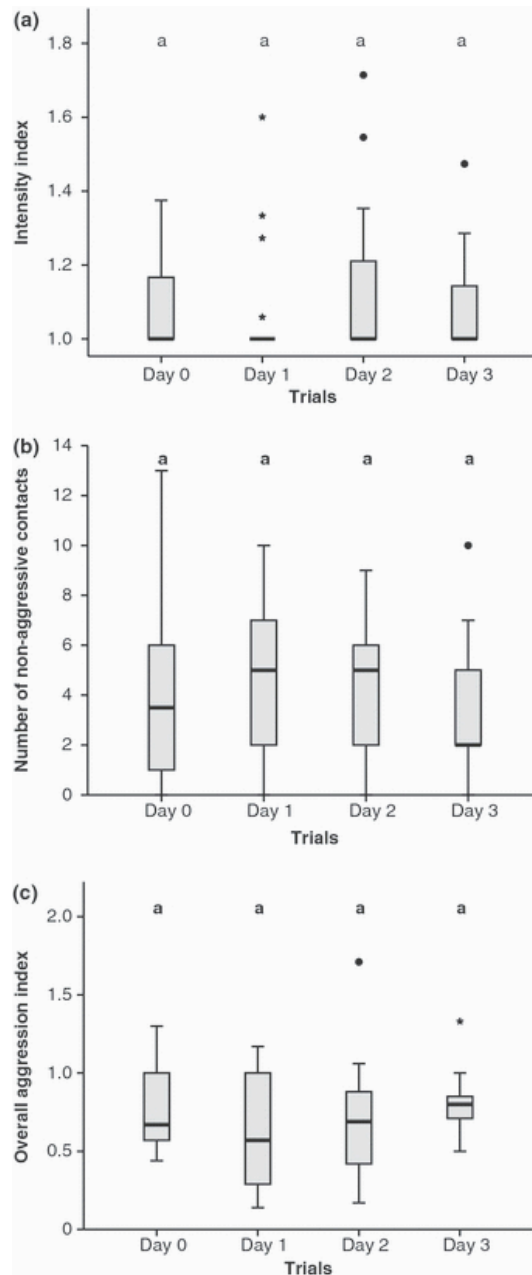 (a)
a a a a
Intensity index
1.8
1.6
1.4
1.2
1.0
Day 0 Day 1 Day 2 Day 3
Trials
(b)
a a a a
Number of non-aggressive contacts
14
12
10
8
6
4
2
0
Day 0 Day 1 Day 2 Day 3
Trials
(c)
a a a a
Overall aggression index
2.0
1.5
1.0
0.5
0
Day 0 Day 1 Day 2 Day 3
Trials